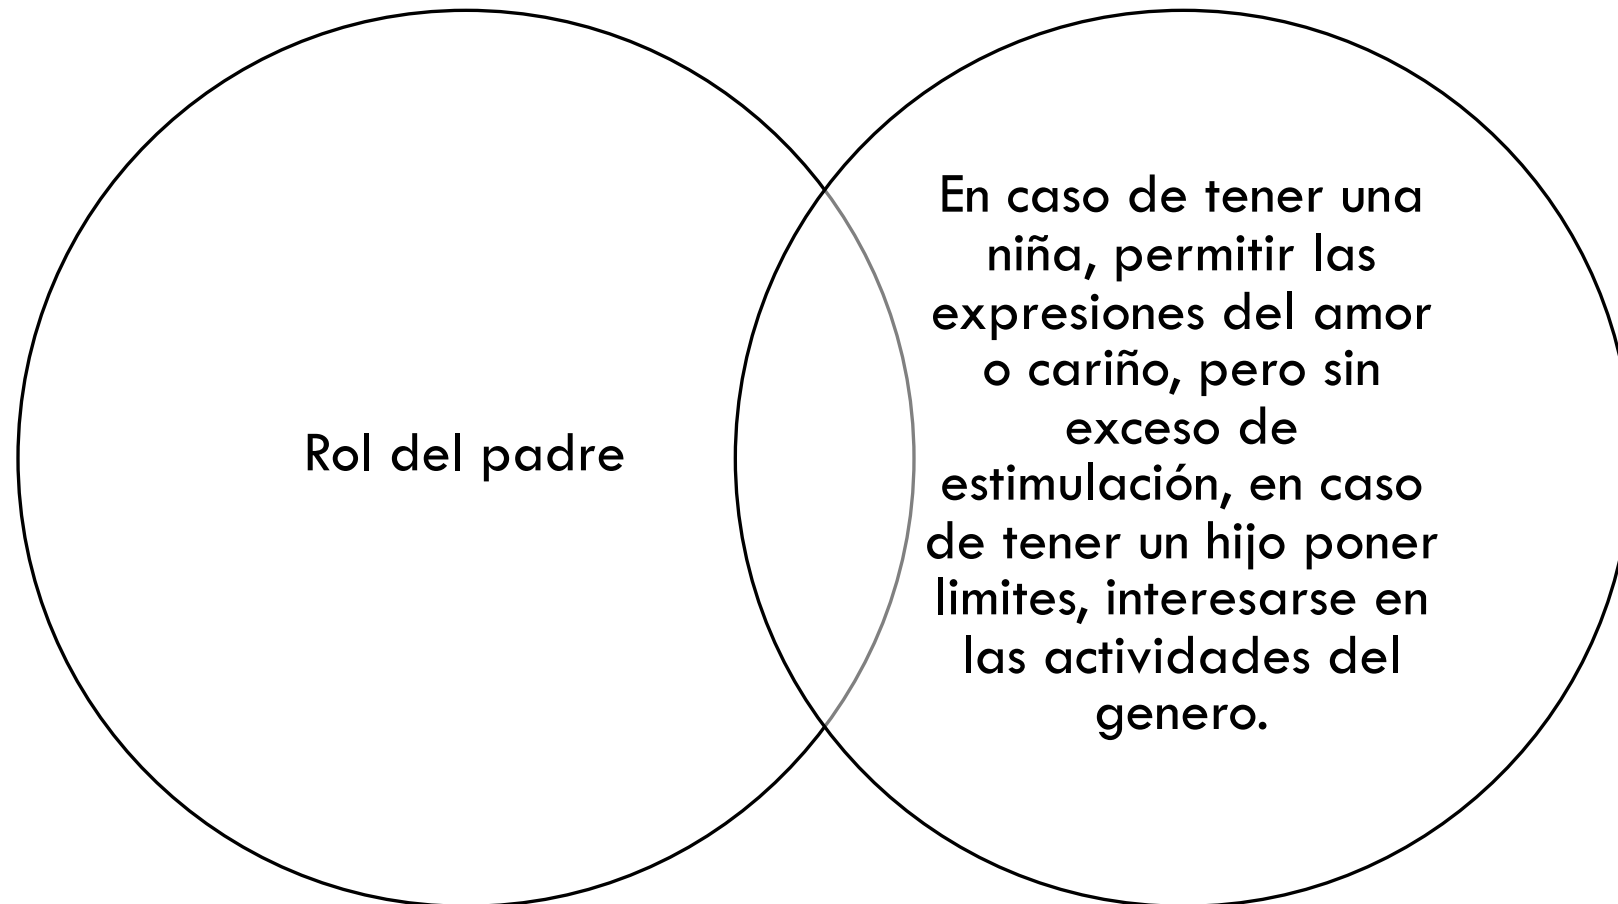 Rol del padre
En caso de tener una
niña, permitir las
expresiones del amor
o cariño, pero sin
exceso de
estimulación, en caso
de tener un hijo poner
limites, interesarse en
las actividades del
genero.